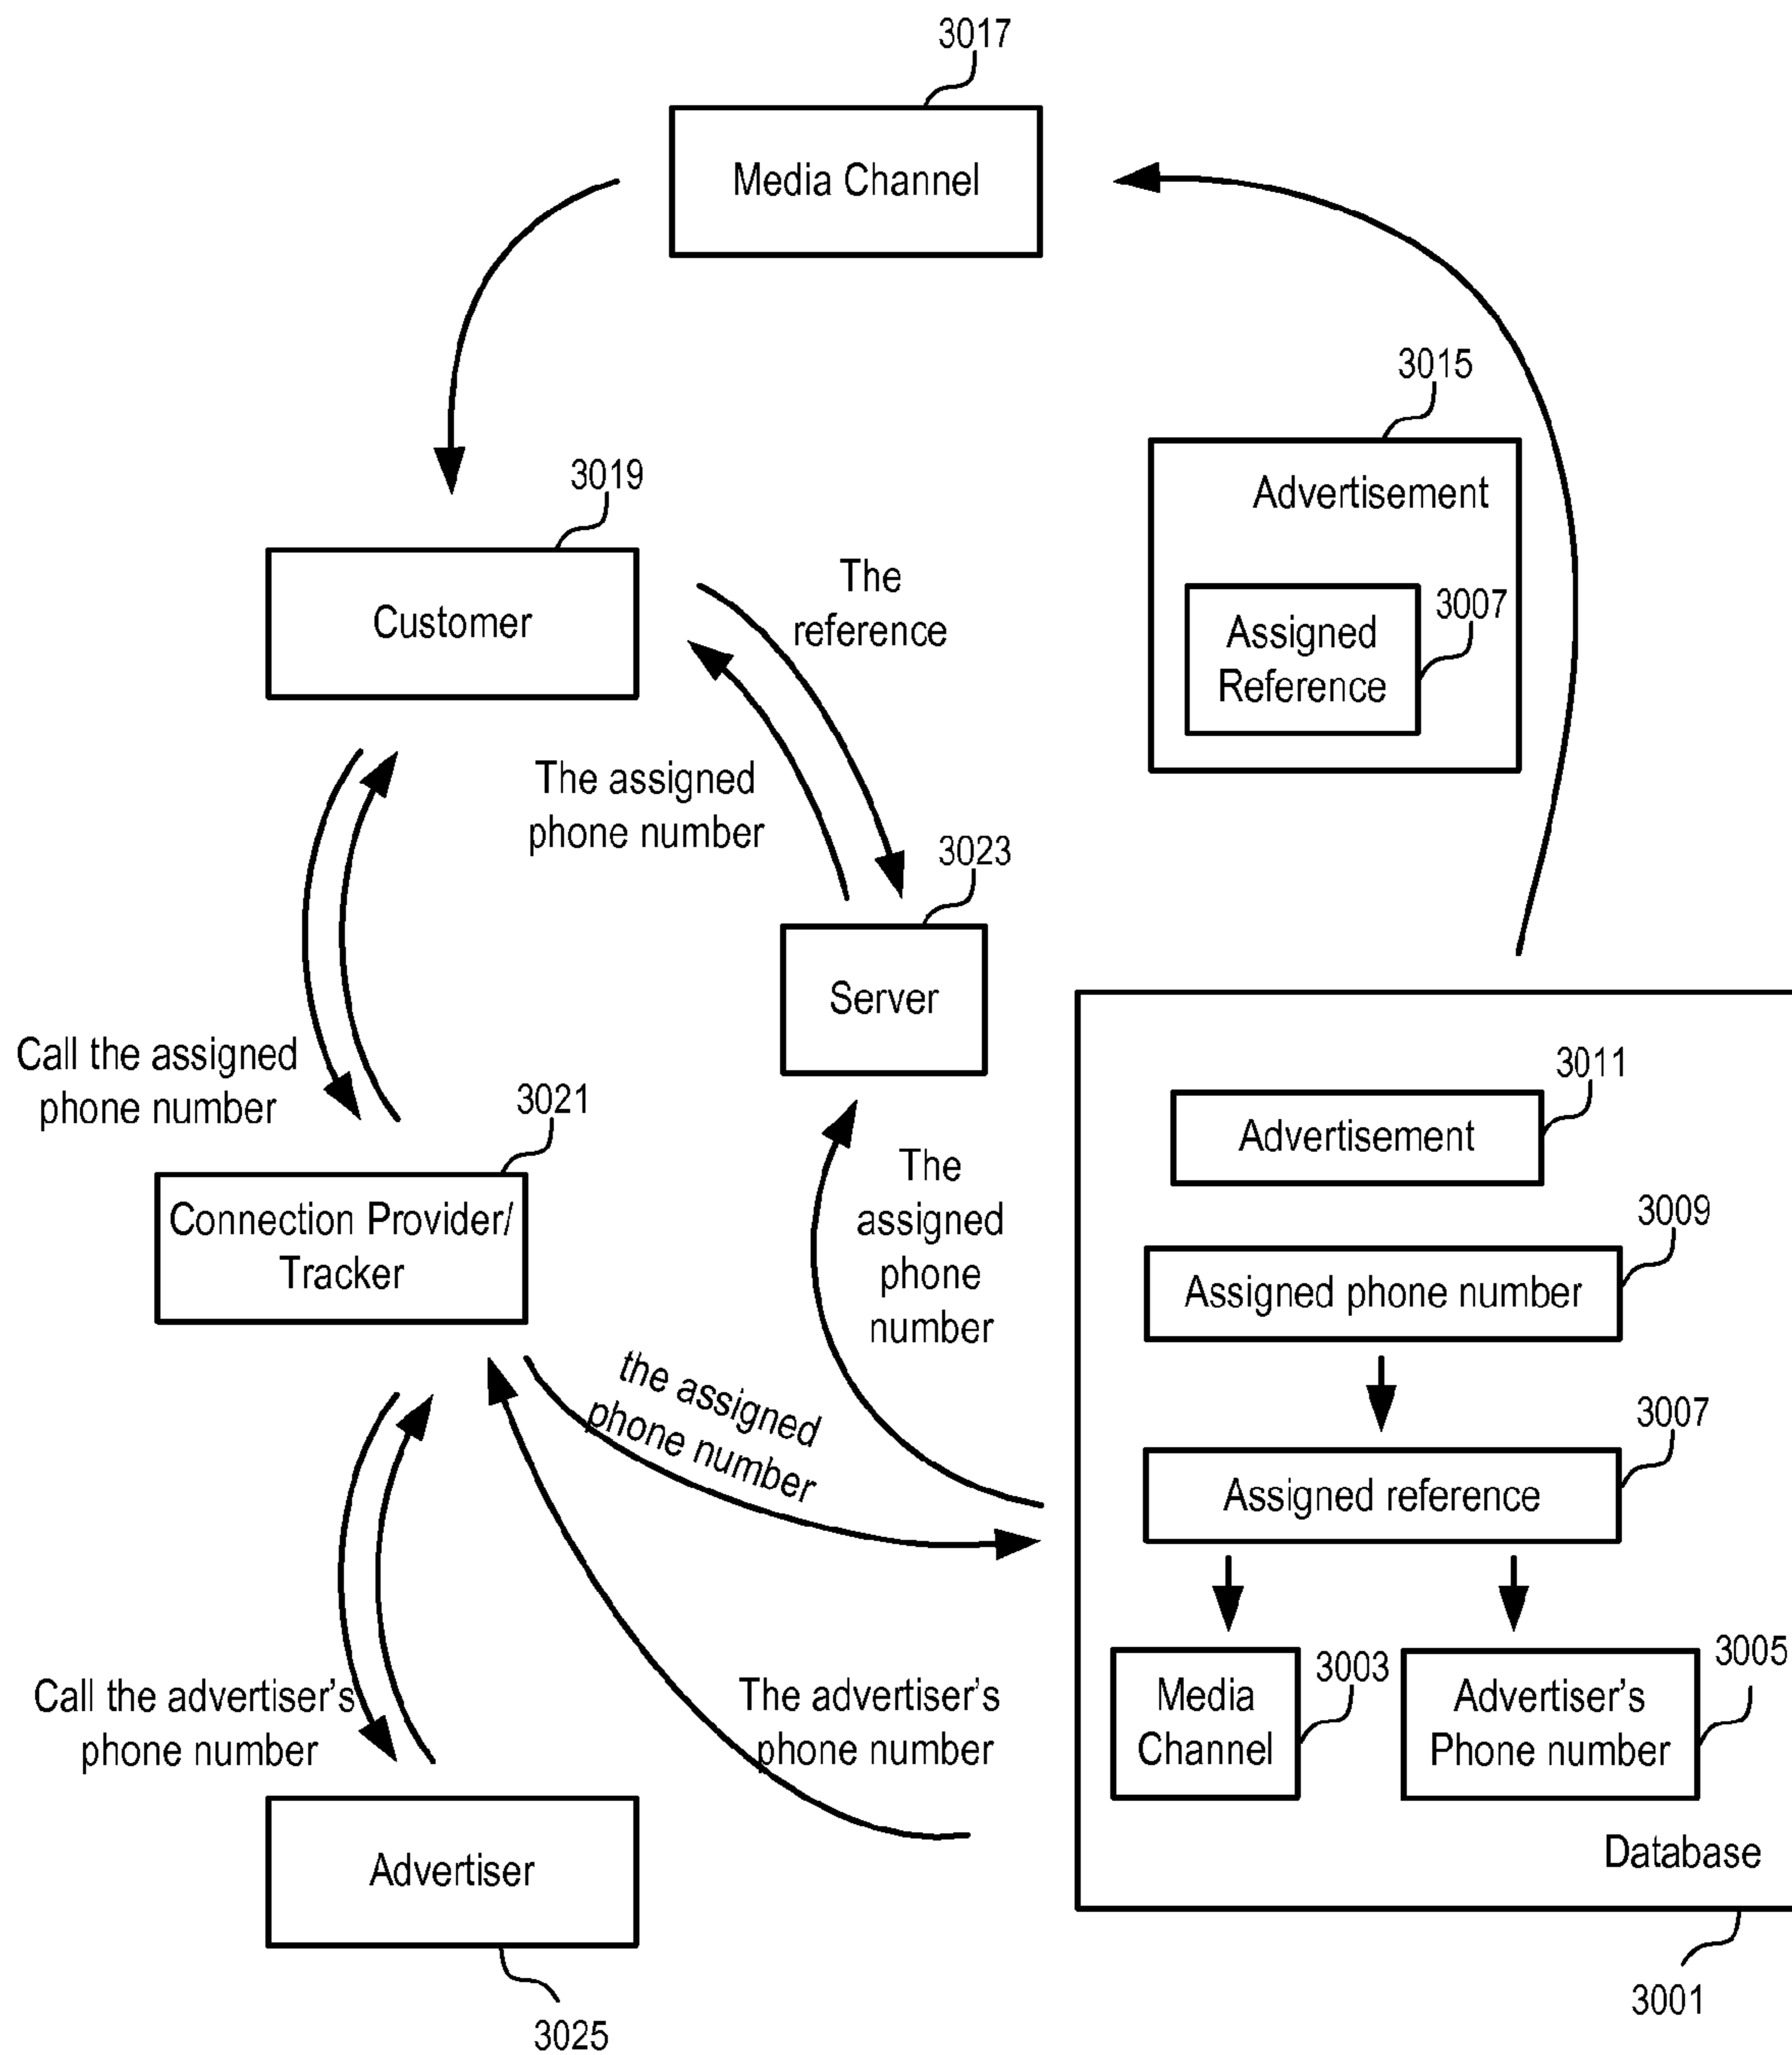 3017
Media Channel
3015
Advertisement
3007
Assigned
Reference
3019
Customer
The
reference
The assigned
phone number
3023
Server
Call the assigned
phone number
3021
Connection Provider/
Tracker
The
assigned
phone
number
the assigned
phone number
3011
Advertisement
3009
Assigned phone number
3007
Assigned reference
3003
Media
Channel
3005
Advertiser's
Phone number
Database
3001
Call the advertiser's
phone number
The advertiser's
phone number
Advertiser
3025